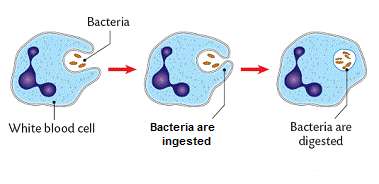 Bacteria
White blood cell
Bacteria are
ingested
Bacteria are
digested